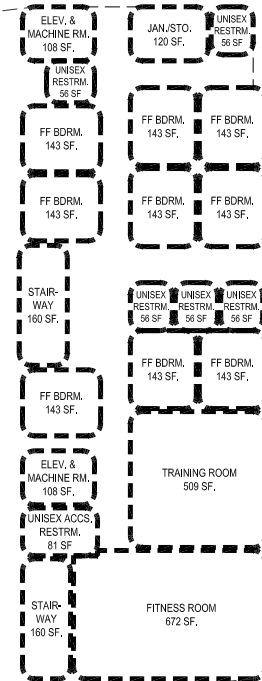 ELEV. &
MACHINE RM.
108 SF.
JAN./STO.
120 SF.
UNISEX
RESTRM.
56 SF
UNISEX
RESTRM.
56 SF
FF BDRM.
143 SF.
FF BDRM.
143 SF.
FF BDRM.
143 SF.
FF BDRM.
143 SF.
FF BDRM.
143 SF.
FF BDRM.
143 SF.
STAIR-
WAY
160 SF.
UNISEX
RESTRM.
56 SF
UNISEX
RESTRM.
56 SF
UNISEX
RESTRM.
56 SF
FF BDRM.
143 SF.
FF BDRM.
143 SF.
FF BDRM.
143 SF.
ELEV. &
MACHINE RM.
108 SF.
TRAINING ROOM
509 SF.
UNISEX ACCS.
RESTRM.
81 SF
STAIR-
WAY
160 SF.
FITNESS ROOM
672 SF.